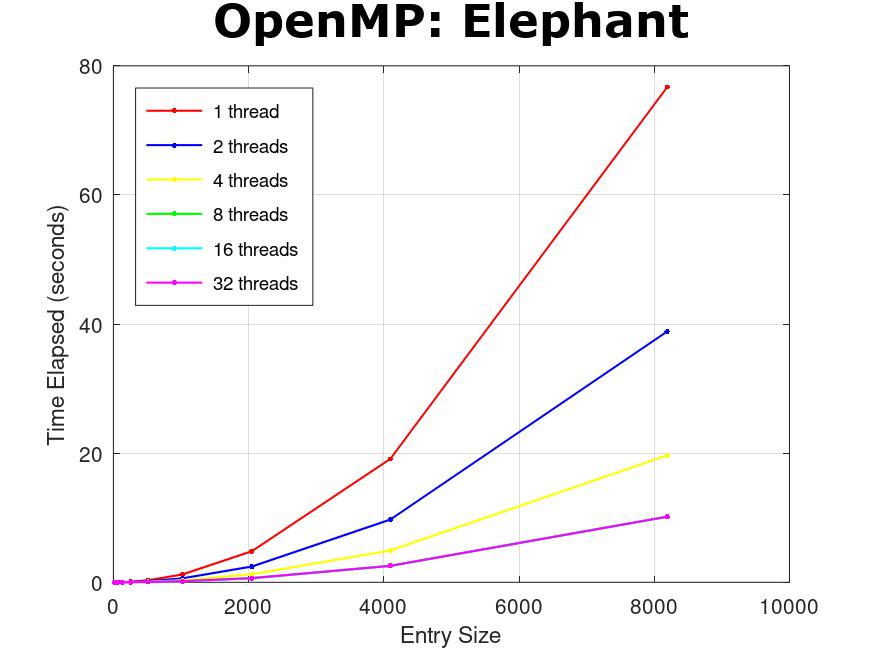 OpenMP: Elephant
80
60
40
20
0
Time Elapsed (seconds)
1 thread
2 threads
4 threads
8 threads
16 threads
32 threads
0 2000 4000 6000 8000 10000
Entry Size